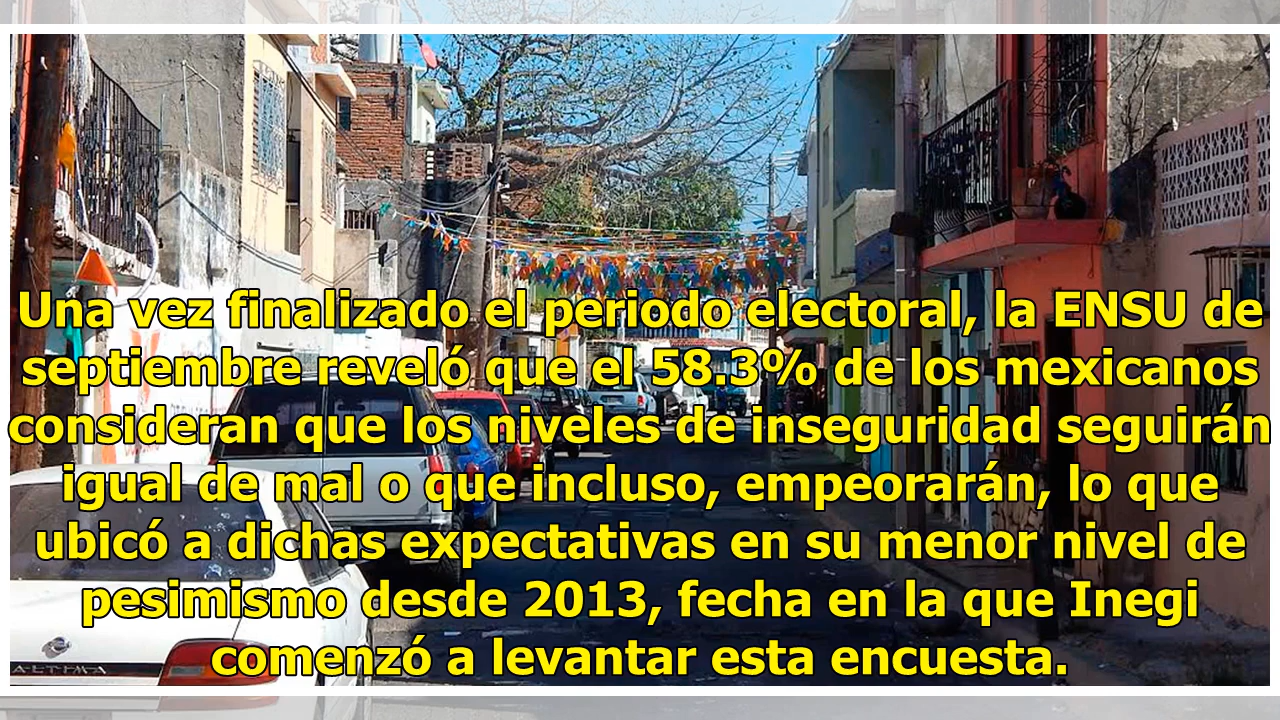 Una vez finalizado el periodo electoral, la ENSU de
septiembre reveló que el 58.3% de los mexicanos
consideran que los niveles de inseguridad seguirán
igual de mal o que incluso, empeorarán, lo que
ubicó a dichas expectativas en su menor nivel de
pesimismo desde 2013, fecha en la que Inegi
comenzó a levantar esta encuesta.
ALTIMA